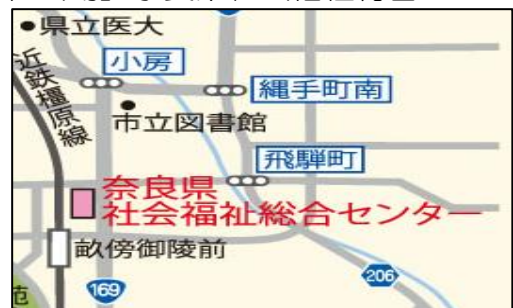 ●県立医大
小房
近鉄橿原線
縄手町南
市立図書館
飛騨町
奈良県
社会福祉総合センター
畝傍御陵前
206
169
苑